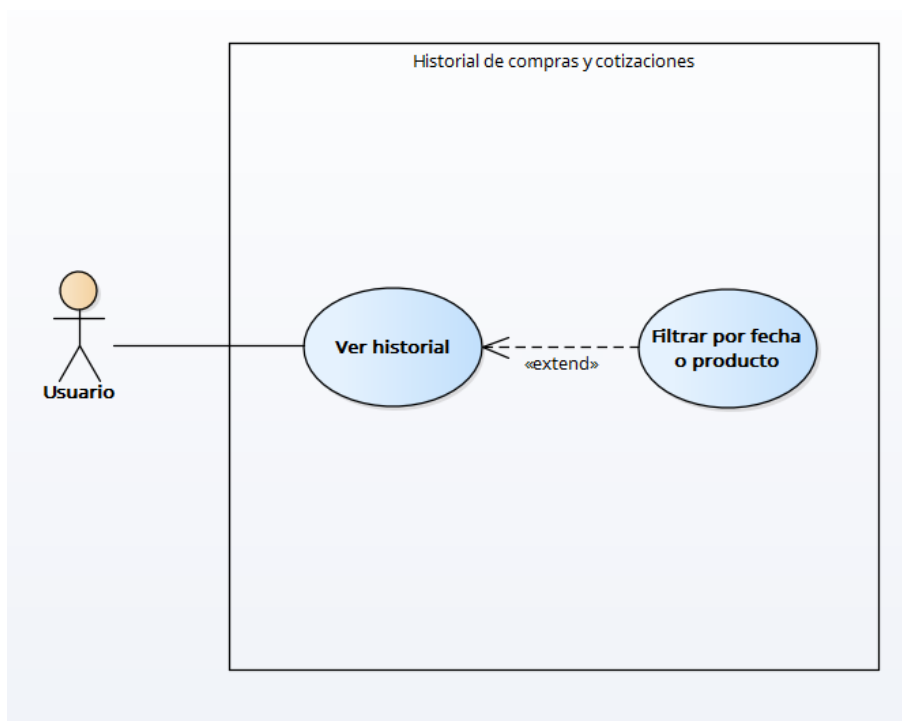 Historial de compras y cotizaciones
Usuario
Ver historial
«extend»
Filtrar por fecha
o producto